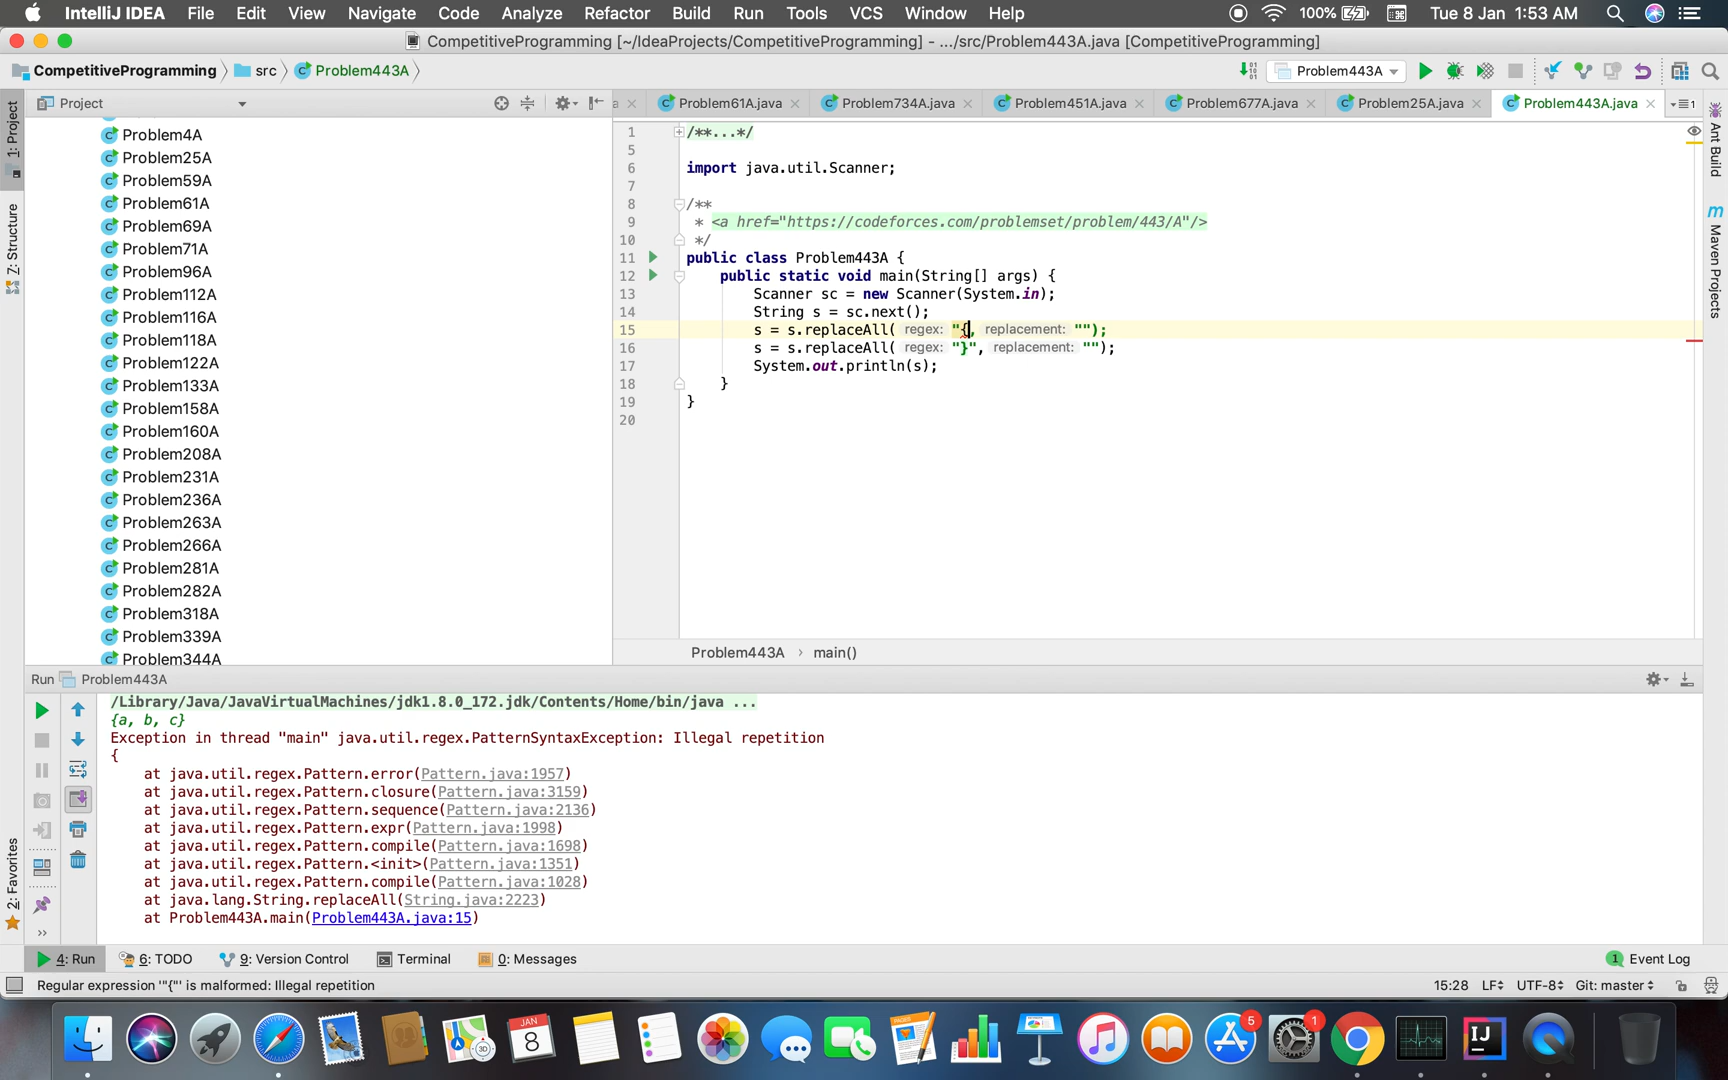 IntelliJ IDEA File Edit View Navigate Code Analyze Refactor Build Run Tools VCS Window Help 100% Tue 8 Jan 1:53 AM
CompetitiveProgramming [~/IdeaProjects/CompetitiveProgramming] - .../src/Problem443A.java [CompetitiveProgramming]
CompetitiveProgramming src Problem443A Problem443A
Project a Problem61A.java Problem734A.java Problem451A.java Problem677A.java Problem25A.java Problem443A.java
1: Project
Z: Structure
2: Favorites
Problem4A
Problem25A
Problem59A
Problem61A
Problem69A
Problem71A
Problem96A
Problem112A
Problem116A
Problem118A
Problem122A
Problem133A
Problem158A
Problem160A
Problem208A
Problem231A
Problem236A
Problem263A
Problem266A
Problem281A
Problem282A
Problem318A
Problem339A
Problem344A
1 /**...*/
5
6 import java.util.Scanner;
7
8 /**
9 * <a href="https://codeforces.com/problemset/problem/443/A"/>
10 */
11 public class Problem443A {
12 public static void main(String[] args) {
13 Scanner sc = new Scanner(System.in);
14 String s = sc.next();
15 s = s.replaceAll( regex: "{, replacement: "");
16 s = s.replaceAll( regex: "}", replacement: "");
17 System.out.println(s);
18 }
19 }
20
Problem443A › main()
Ant Build
Maven Projects
Run Problem443A
/Library/Java/JavaVirtualMachines/jdk1.8.0_172.jdk/Contents/Home/bin/java ...
{a, b, c}
Exception in thread "main" java.util.regex.PatternSyntaxException: Illegal repetition
{
at java.util.regex.Pattern.error(Pattern.java:1957)
at java.util.regex.Pattern.closure(Pattern.java:3159)
at java.util.regex.Pattern.sequence(Pattern.java:2136)
at java.util.regex.Pattern.expr(Pattern.java:1998)
at java.util.regex.Pattern.compile(Pattern.java:1698)
at java.util.regex.Pattern.<init>(Pattern.java:1351)
at java.util.regex.Pattern.compile(Pattern.java:1028)
at java.lang.String.replaceAll(String.java:2223)
at Problem443A.main(Problem443A.java:15)
4: Run 6: TODO 9: Version Control Terminal 0: Messages 1 Event Log
Regular expression '"{"' is malformed: Illegal repetition 15:28 LF UTF-8 Git: master
JAN
8
3D
5
1
IJ